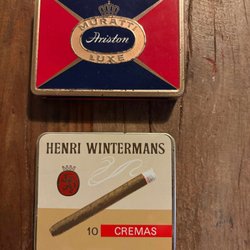 MURATTI
Ariston
LUXE
HENRI WINTERMANS
10 CREMAS